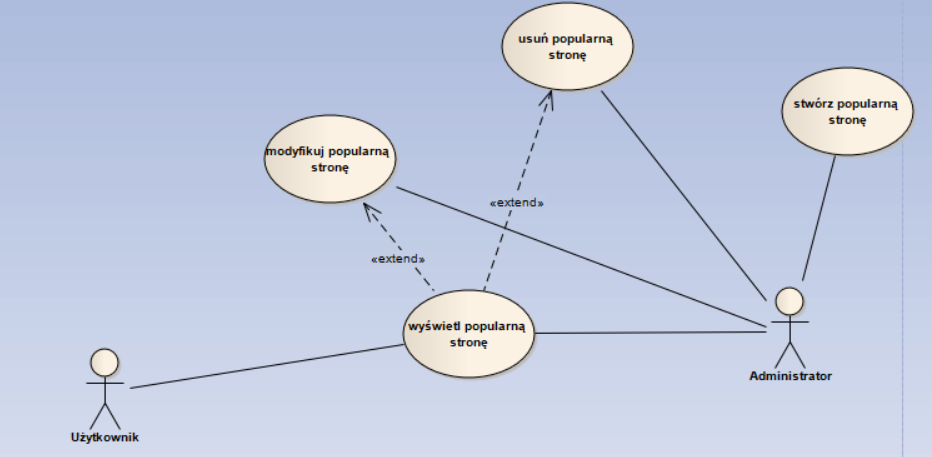 usuń popularną
stronę
stwórz popularną
stronę
modyfikuj popularną
stronę
«extend»
«extend»
wyświetl popularną
stronę
Administrator
Użytkownik